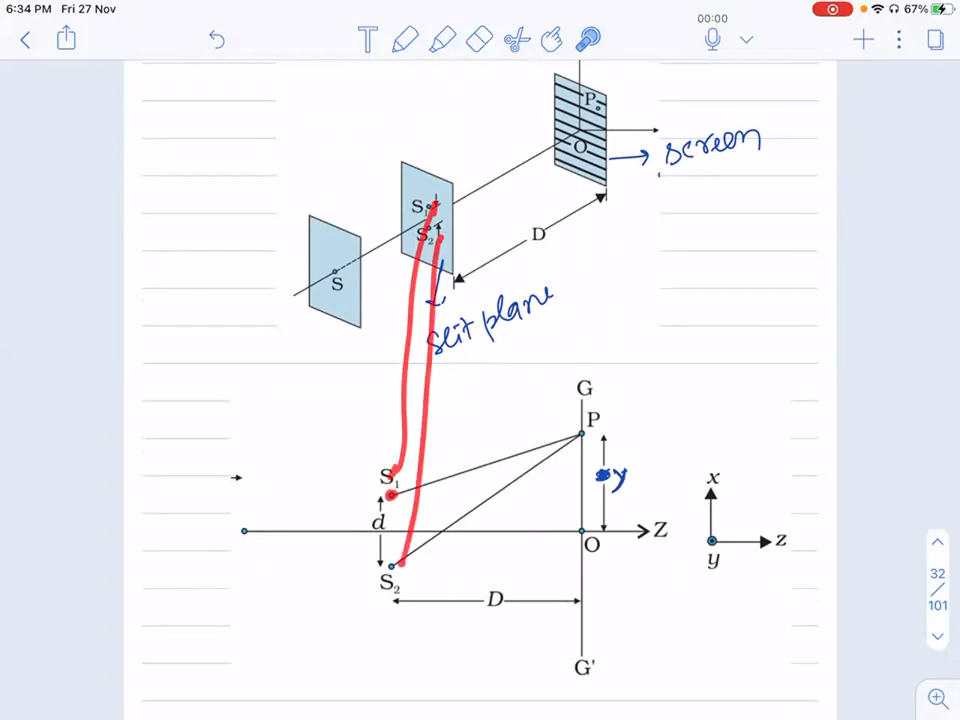 6:34 PM Fri 27 Nov
67%
00:00
T
P
O
→ screen
S₁
S₂
D
S
slit plane
G
P
S₁
y
x
d
Z
z
O
y
S₂
D
G'
32
/
101